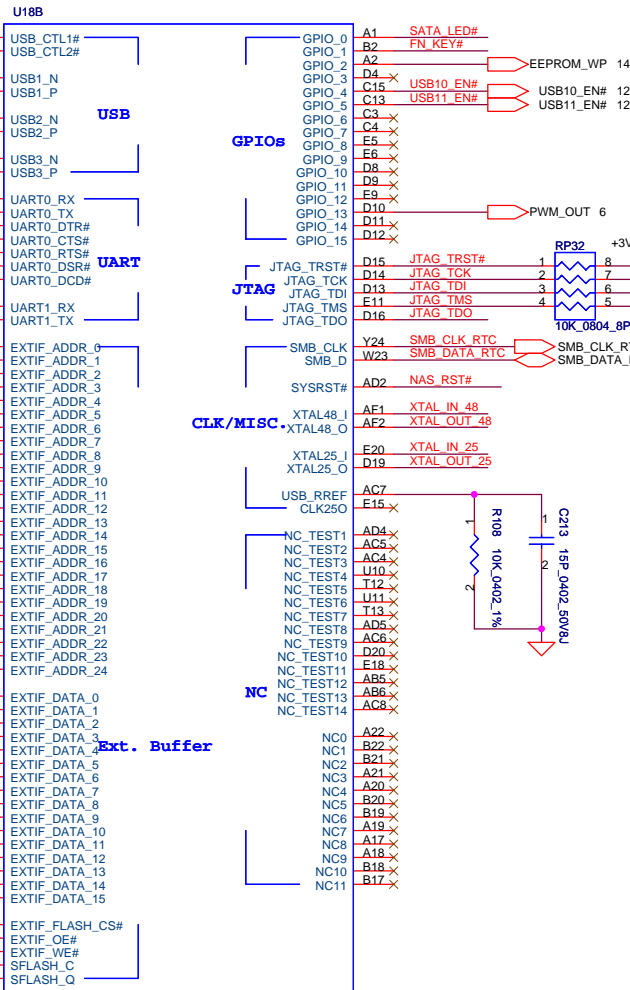 U18B
USB_CTL1# GPIO_0 A1 SATA_LED#
USB_CTL2# GPIO_1 B2 FN_KEY#
GPIO_2 A2 EEPROM_WP 14
USB1_N GPIO_3 D4
USB1_P GPIO_4 C15 USB10_EN# USB10_EN# 12
USB GPIO_5 C13 USB11_EN# USB11_EN# 12
USB2_N GPIO_6 C3
USB2_P GPIO_7 C4
GPIOs GPIO_8 E5
USB3_N GPIO_9 E6
USB3_P GPIO_10 D8
GPIO_11 D9
UART0_RX GPIO_12 E9
UART0_TX GPIO_13 D10 PWM_OUT 6
UART0_DTR# GPIO_14 D11
UART0_CTS# GPIO_15 D12
UART0_RTS# RP32 +3V
UART0_DSR# UART JTAG_TRST# D15 JTAG_TRST# 1 8
UART0_DCD# JTAG_TCK D14 JTAG_TCK 2 7
JTAG JTAG_TDI D13 JTAG_TDI 3 6
UART1_RX JTAG_TMS E11 JTAG_TMS 4 5
UART1_TX JTAG_TDO D16 JTAG_TDO
10K_0804_8P
EXTIF_ADDR_0 SMB_CLK Y24 SMB_CLK_RTC SMB_CLK_RT
EXTIF_ADDR_1 SMB_D W23 SMB_DATA_RTC SMB_DATA_
EXTIF_ADDR_2
EXTIF_ADDR_3 SYSRST# AD2 NAS_RST#
EXTIF_ADDR_4
EXTIF_ADDR_5 CLK/MISC. XTAL48_I AF1 XTAL_IN_48
EXTIF_ADDR_6 XTAL48_O AF2 XTAL_OUT_48
EXTIF_ADDR_7
EXTIF_ADDR_8 XTAL25_I E20 XTAL_IN_25
EXTIF_ADDR_9 XTAL25_O D19 XTAL_OUT_25
EXTIF_ADDR_10
EXTIF_ADDR_11 USB_RREF AC7
EXTIF_ADDR_12 CLK25O E15
EXTIF_ADDR_13
EXTIF_ADDR_14 NC_TEST1 AD4
EXTIF_ADDR_15 NC_TEST2 AC5
EXTIF_ADDR_16 NC_TEST3 AC4
EXTIF_ADDR_17 NC_TEST4 U10
EXTIF_ADDR_18 NC_TEST5 T12
EXTIF_ADDR_19 NC_TEST6 U11
EXTIF_ADDR_20 NC_TEST7 T13
EXTIF_ADDR_21 NC_TEST8 AD5
EXTIF_ADDR_22 NC_TEST9 AC6
EXTIF_ADDR_23 NC_TEST10 D20
EXTIF_ADDR_24 NC_TEST11 E18
NC_TEST12 AB5
EXTIF_DATA_0 NC NC_TEST13 AB6
EXTIF_DATA_1 NC_TEST14 AC8
EXTIF_DATA_2
EXTIF_DATA_3 NC0 A22
EXTIF_DATA_4 Ext. Buffer NC1 B22
EXTIF_DATA_5 NC2 B21
EXTIF_DATA_6 NC3 A21
EXTIF_DATA_7 NC4 A20
EXTIF_DATA_8 NC5 B20
EXTIF_DATA_9 NC6 B19
EXTIF_DATA_10 NC7 A19
EXTIF_DATA_11 NC8 A17
EXTIF_DATA_12 NC9 A18
EXTIF_DATA_13 NC10 B18
EXTIF_DATA_14 NC11 B17
EXTIF_DATA_15
EXTIF_FLASH_CS#
EXTIF_OE#
EXTIF_WE#
SFLASH_C
SFLASH_Q
1 2
R108 10K_0402_1%
1 2
C213 15P_0402_50V8J